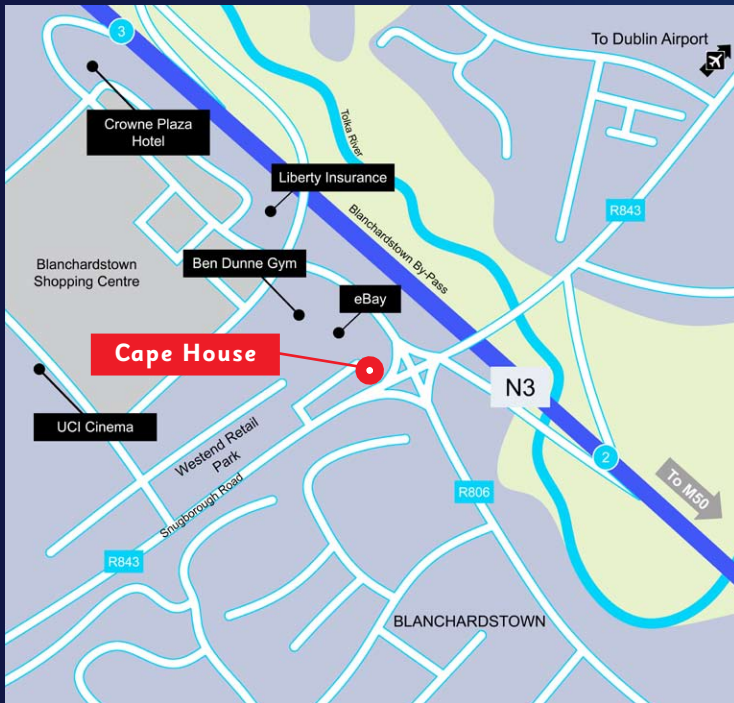 3
To Dublin Airport
Crowne Plaza
Hotel
Tolka River
Liberty Insurance
R843
Blanchardstown By-Pass
Blanchardstown
Shopping Centre
Ben Dunne Gym
eBay
Cape House
N3
UCI Cinema
Westend Retail
Park
2
To M50
R806
Snugborough Road
R843
BLANCHARDSTOWN